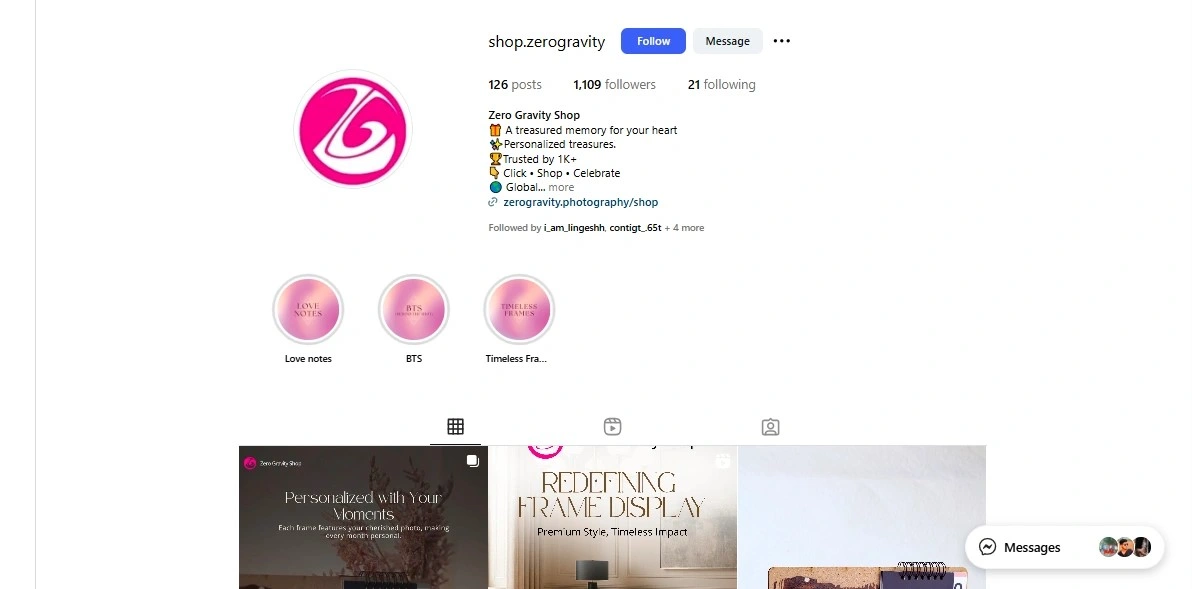 shop.zerogravity Follow Message
126 posts 1,109 followers 21 following
Zero Gravity Shop
🎁 A treasured memory for your heart
✨Personalized treasures.
🏆Trusted by 1K+
👇 Click • Shop • Celebrate
🌍 Global... more
zerogravity.photography/shop
Followed by i_am_lingeshh, contigt_.65t + 4 more
LOVE
NOTES
BTS
TIMELESS
FRAMES
Love notes BTS Timeless Fra...
Zero Gravity Shop
Personalized with Your
Moments
Each frame features your cherished photo, making
every month personal.
REDEFINING
FRAME DISPLAY
Premium Style, Timeless Impact
Messages